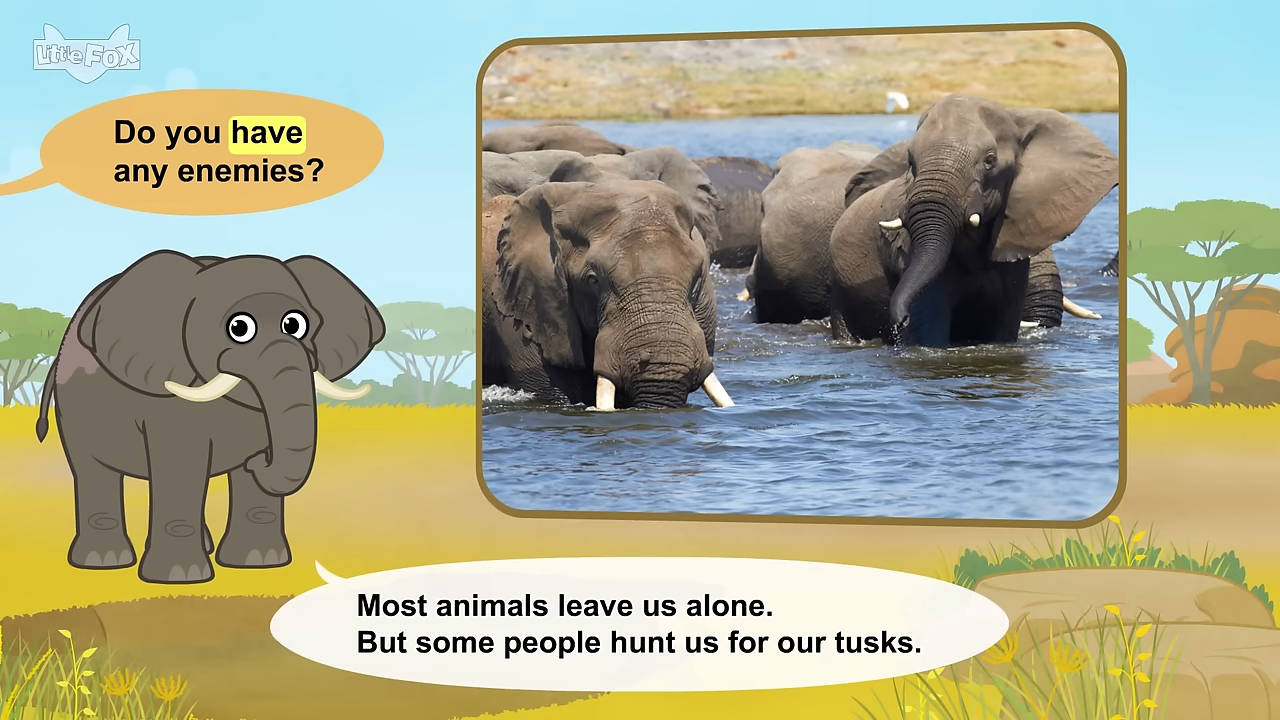 Little Fox
Do you have
any enemies?
Most animals leave us alone.
But some people hunt us for our tusks.